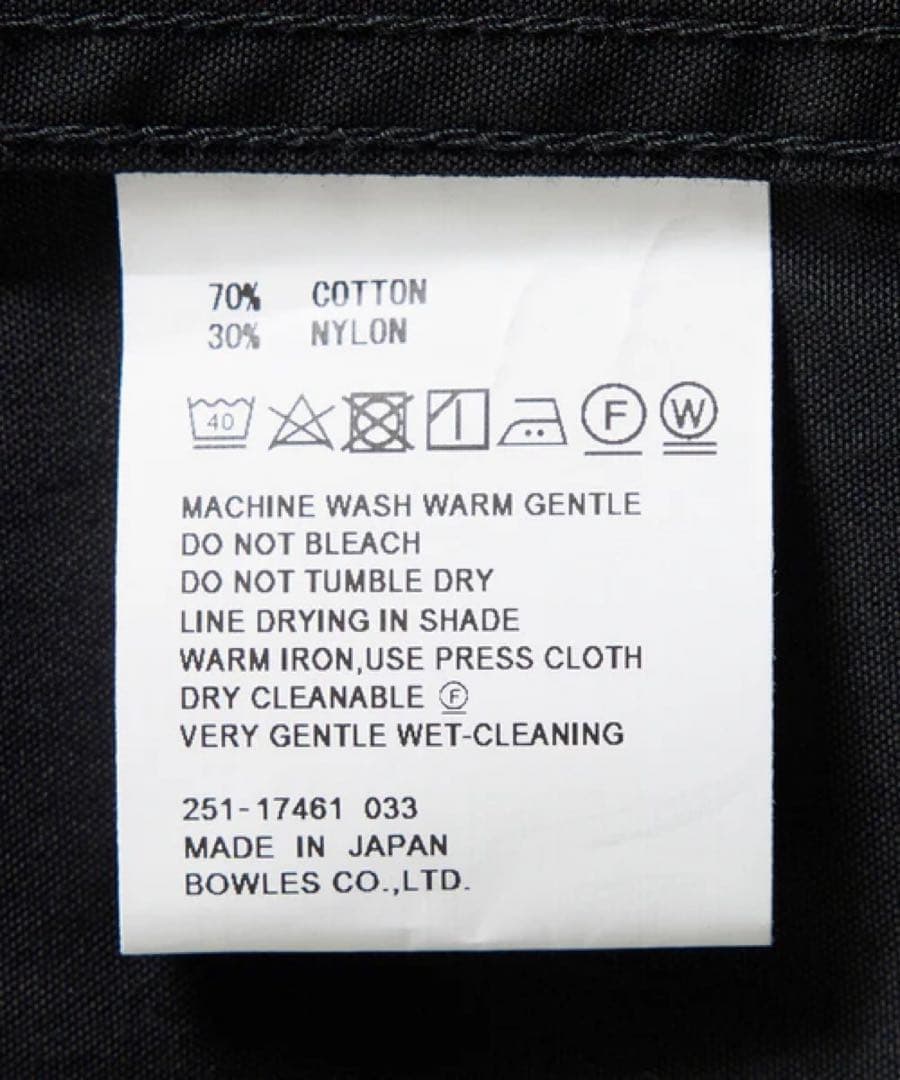 70% COTTON
30% NYLON
40 F W
MACHINE WASH WARM GENTLE
DO NOT BLEACH
DO NOT TUMBLE DRY
LINE DRYING IN SHADE
WARM IRON,USE PRESS CLOTH
DRY CLEANABLE Ⓕ
VERY GENTLE WET-CLEANING
251-17461 033
MADE IN JAPAN
BOWLES CO.,LTD.